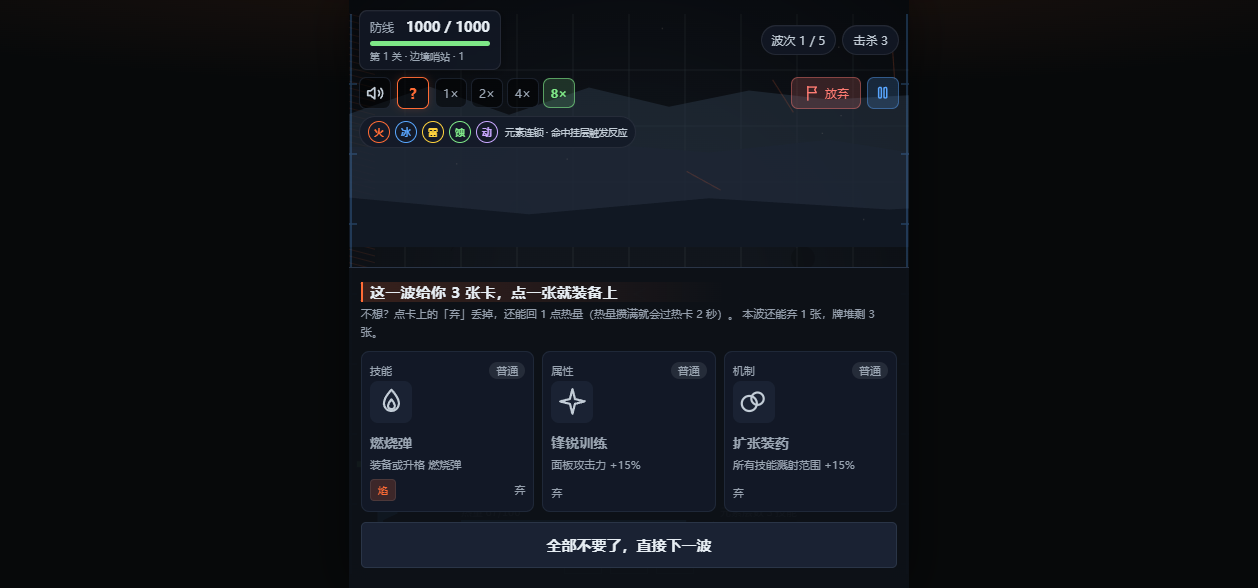 防线 1000 / 1000
第 1 关 · 边境哨站 · 1
波次 1 / 5
击杀 3
? 1× 2× 4× 8×
放弃
火 冰 雷 蚀 动 元素连锁 · 命中挂层触发反应
这一波给你 3 张卡，点一张就装备上
不想？点卡上的「弃」丢掉，还能回 1 点热量（热量攒满就会过热卡 2 秒）。 本波还能弃 1 张，牌堆剩 3
张。
技能 普通
燃烧弹
装备或升格 燃烧弹
焰 弃
属性 普通
锋锐训练
面板攻击力 +15%
弃
机制 普通
扩张装药
所有技能溅射范围 +15%
弃
全部不要了，直接下一波